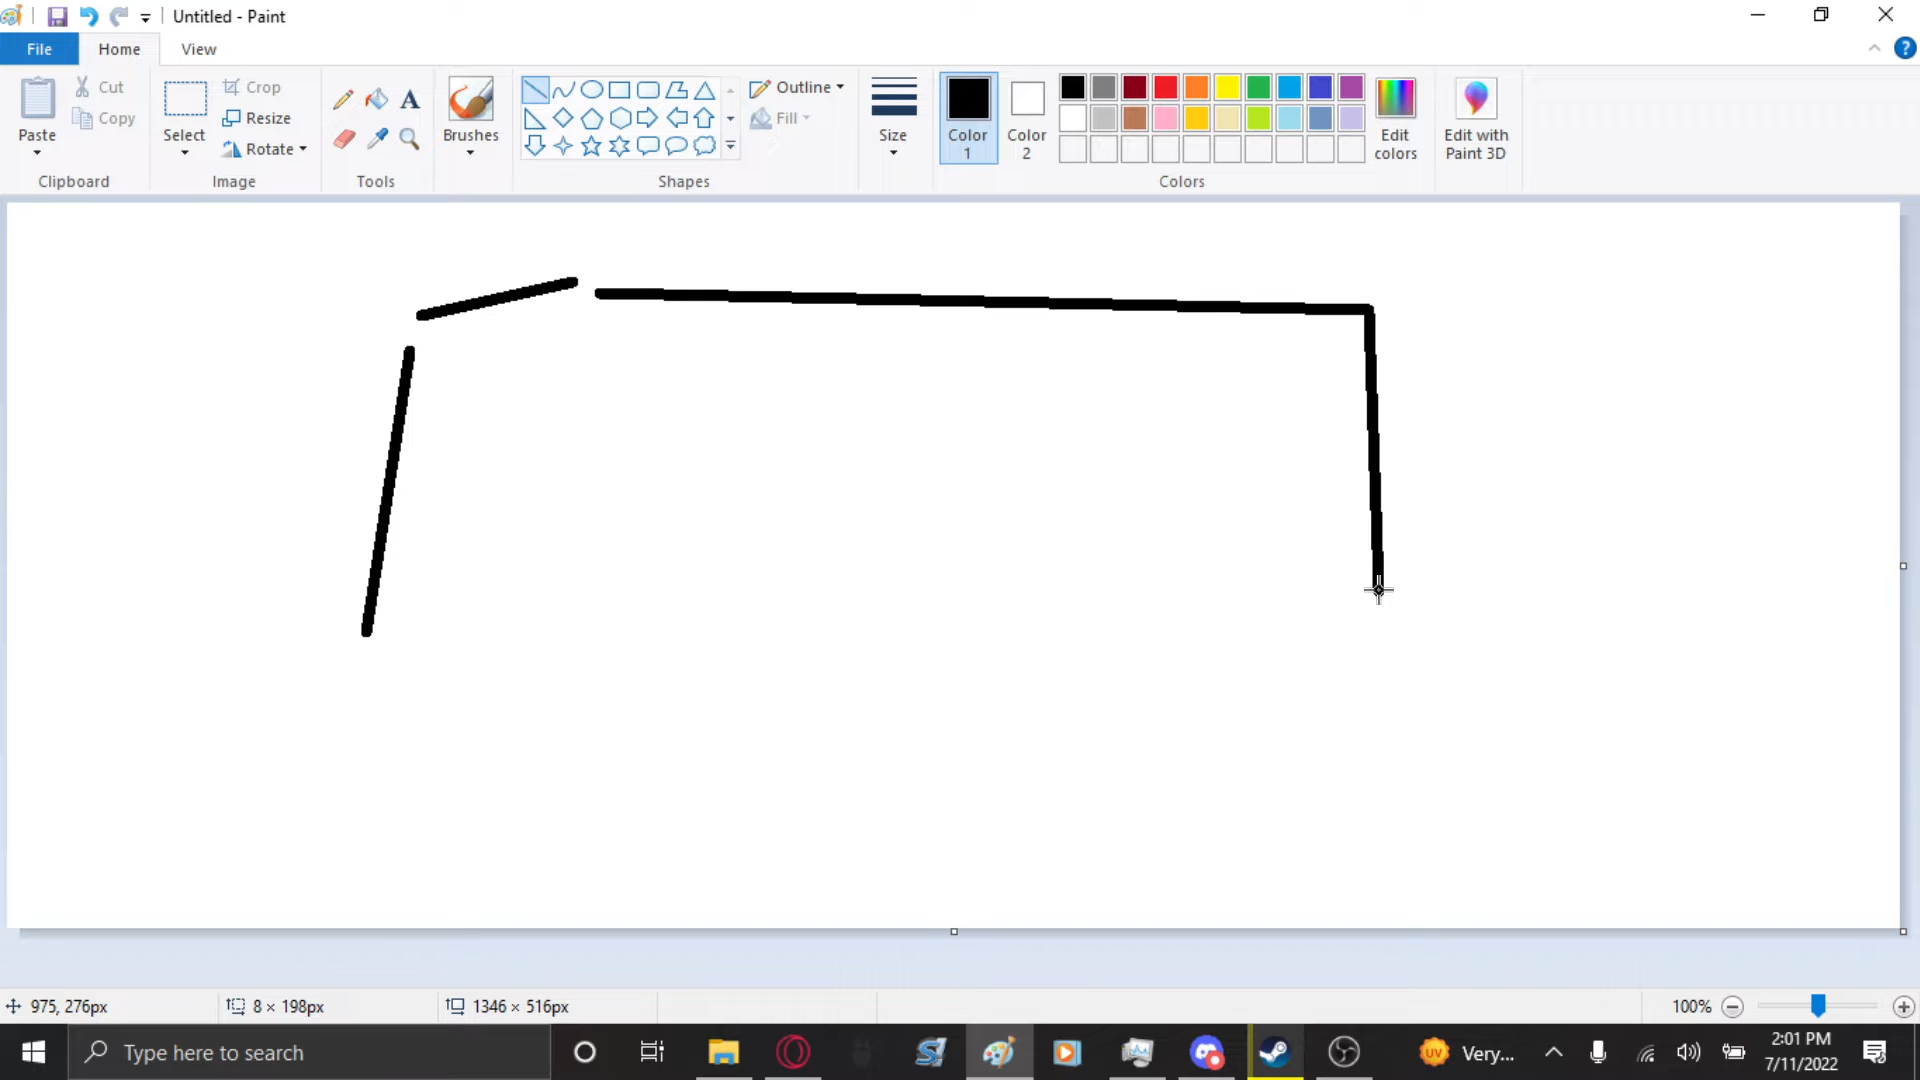 Untitled - Paint
File Home View
Paste
Cut
Copy
Clipboard
Select
Crop
Resize
Rotate
Image
A
Tools
Brushes
Shapes
Outline
Fill
Size
Color
1
Color
2
Edit
colors
Colors
Edit with
Paint 3D
975, 276px
8 × 198px
1346 × 516px
100%
Type here to search
UV
Very...
2:01 PM
7/11/2022